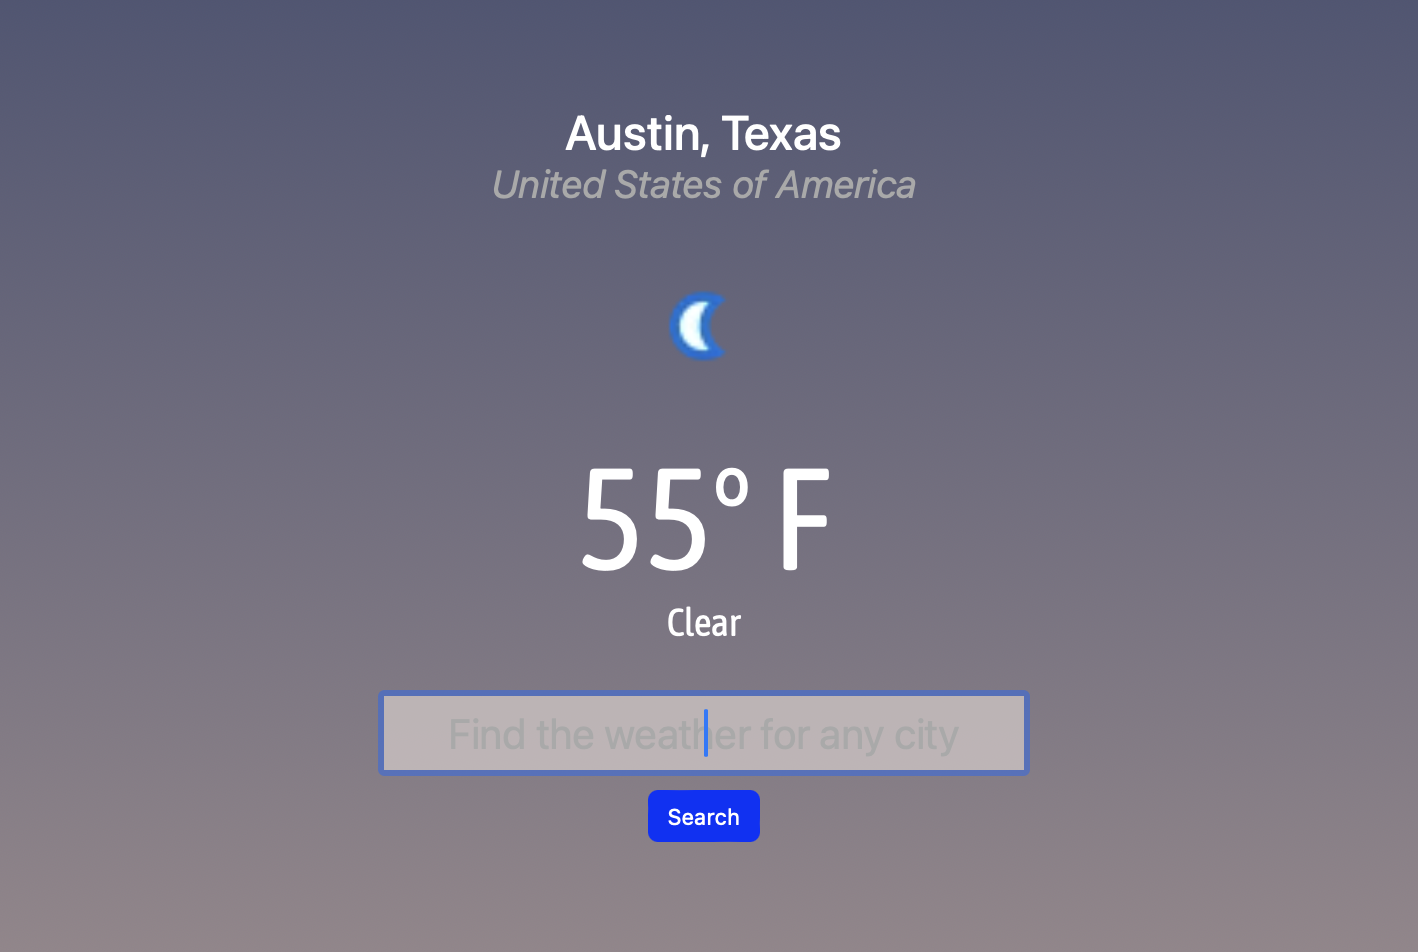 Austin, Texas
United States of America
55° F
Clear
Find the weather for any city
Search